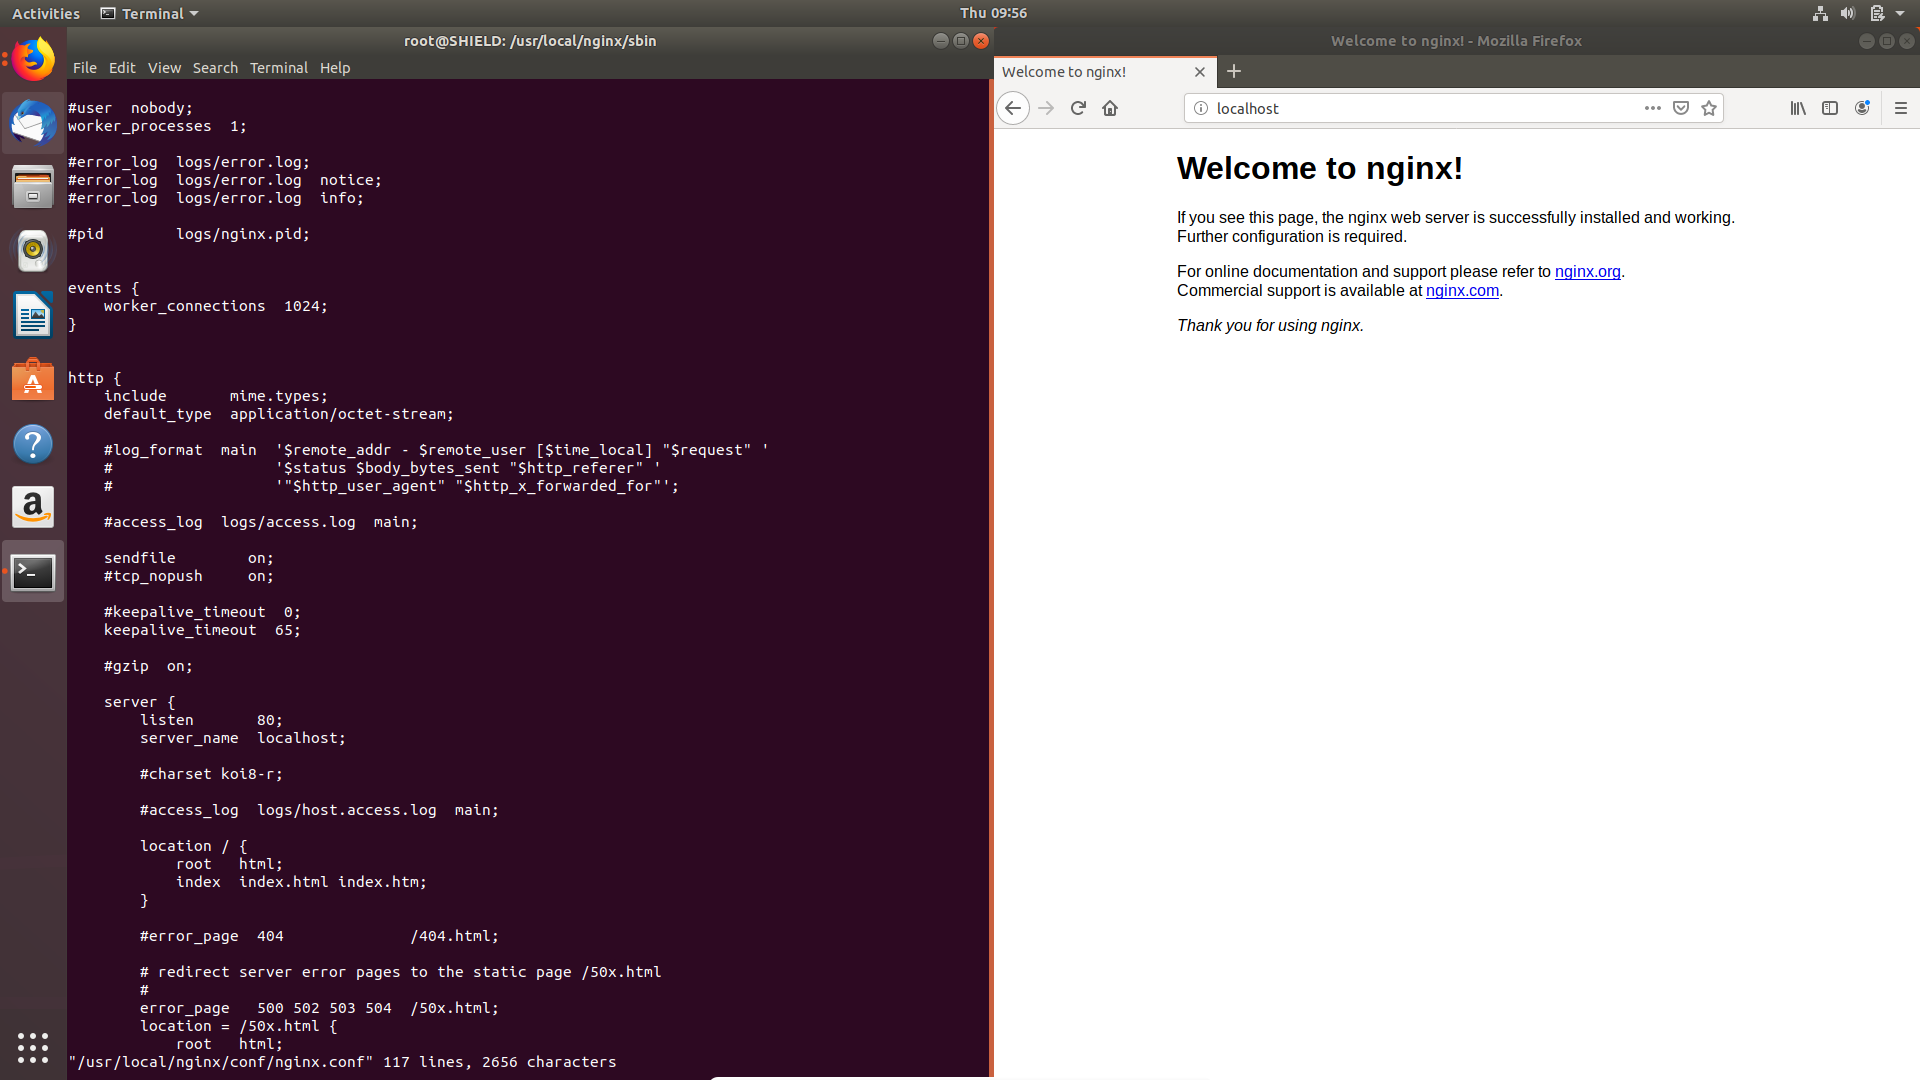 Activities
Terminal
Thu 09:56
root@SHIELD: /usr/local/nginx/sbin
File Edit View Search Terminal Help
#user  nobody;
worker_processes  1;
#error_log  logs/error.log;
#error_log  logs/error.log  notice;
#error_log  logs/error.log  info;
#pid        logs/nginx.pid;
events {
    worker_connections  1024;
}
http {
    include       mime.types;
    default_type  application/octet-stream;
    #log_format  main  '$remote_addr - $remote_user [$time_local] "$request" '
    #                  '$status $body_bytes_sent "$http_referer" '
    #                  '"$http_user_agent" "$http_x_forwarded_for"';
    #access_log  logs/access.log  main;
    sendfile        on;
    #tcp_nopush     on;
    #keepalive_timeout  0;
    keepalive_timeout  65;
    #gzip  on;
    server {
        listen       80;
        server_name  localhost;
        #charset koi8-r;
        #access_log  logs/host.access.log  main;
        location / {
            root   html;
            index  index.html index.htm;
        }
        #error_page  404              /404.html;
        # redirect server error pages to the static page /50x.html
        #
        error_page   500 502 503 504  /50x.html;
        location = /50x.html {
            root   html;
"/usr/local/nginx/conf/nginx.conf" 117 lines, 2656 characters
Welcome to nginx! - Mozilla Firefox
Welcome to nginx!
localhost
Welcome to nginx!
If you see this page, the nginx web server is successfully installed and working.
Further configuration is required.
For online documentation and support please refer to nginx.org.
Commercial support is available at nginx.com.
Thank you for using nginx.